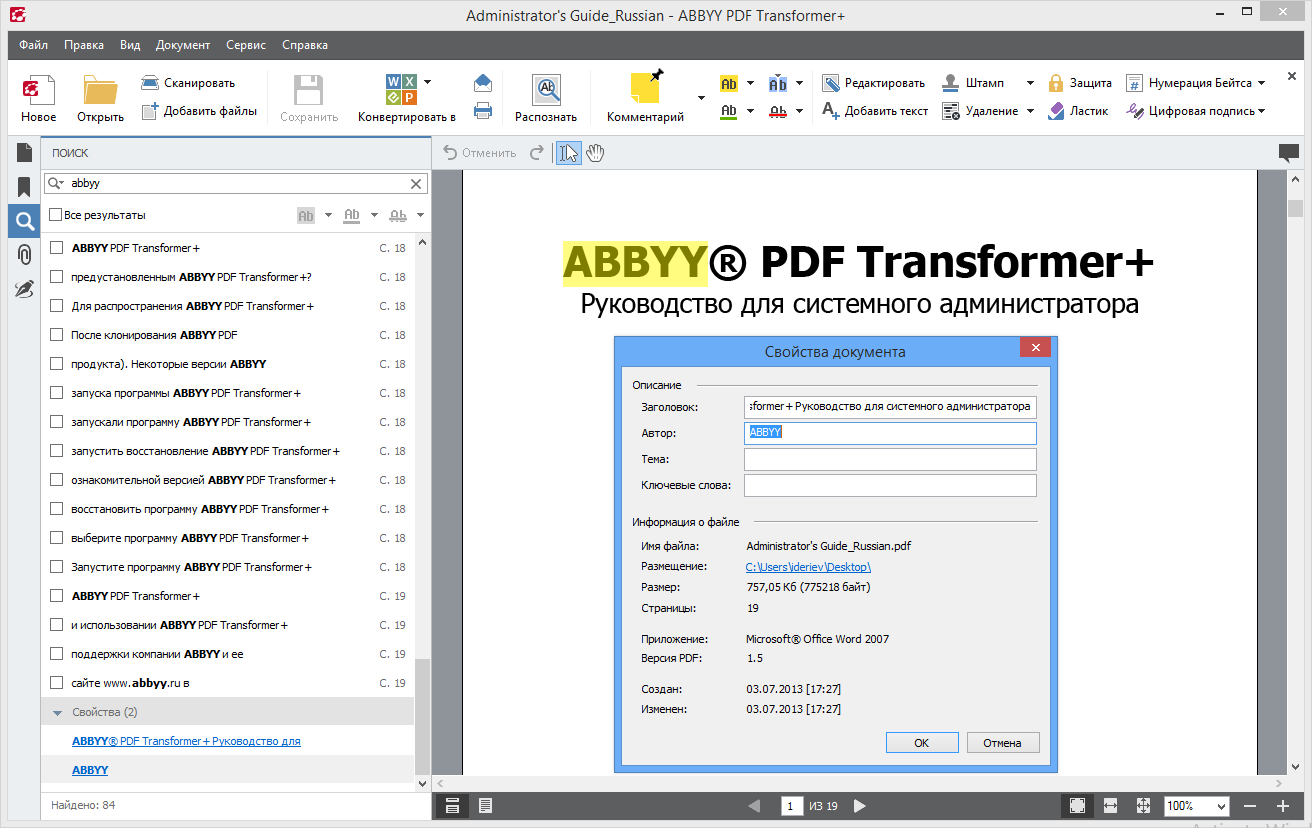 Administrator's Guide_Russian - ABBYY PDF Transformer+
Файл Правка Вид Документ Сервис Справка
Новое
Открыть
Сканировать
Добавить файлы
Сохранить
W X e P
Конвертировать в
Ab
Распознать
Комментарий
Ab Ab
Ab Ab
Редактировать
Добавить текст
Штамп
Удаление
Защита
Ластик
Нумерация Бейтса
Цифровая подпись
ПОИСК
abbyy
Все результаты
Ab Ab Ab
ABBYY PDF Transformer+ С. 18
предустановленным ABBYY PDF Transformer+? С. 18
Для распространения ABBYY PDF Transformer+ С. 18
После клонирования ABBYY PDF С. 18
продукта). Некоторые версии ABBYY С. 18
запуска программы ABBYY PDF Transformer+ С. 18
запускали программу ABBYY PDF Transformer+ С. 18
запустить восстановление ABBYY PDF Transformer+ С. 18
ознакомительной версией ABBYY PDF Transformer+ С. 18
восстановить программу ABBYY PDF Transformer+ С. 18
выберите программу ABBYY PDF Transformer+ С. 18
Запустите программу ABBYY PDF Transformer+ С. 18
ABBYY PDF Transformer+ С. 19
и использовании ABBYY PDF Transformer+ С. 19
поддержки компании ABBYY и ее С. 19
сайте www.abbyy.ru в С. 19
Свойства (2)
ABBYY® PDF Transformer+ Руководство для
ABBYY
Найдено: 84
Отменить
ABBYY® PDF Transformer+
Руководство для системного администратора
Свойства документа
Описание
Заголовок: sformer+ Руководство для системного администратора
Автор: ABBYY
Тема:
Ключевые слова:
Информация о файле
Имя файла: Administrator's Guide_Russian.pdf
Размещение: C:\Users\ideriev\Desktop\
Размер: 757,05 Кб (775218 байт)
Страницы: 19
Приложение: Microsoft® Office Word 2007
Версия PDF: 1.5
Создан: 03.07.2013 [17:27]
Изменен: 03.07.2013 [17:27]
OK Отмена
1 ИЗ 19
100%